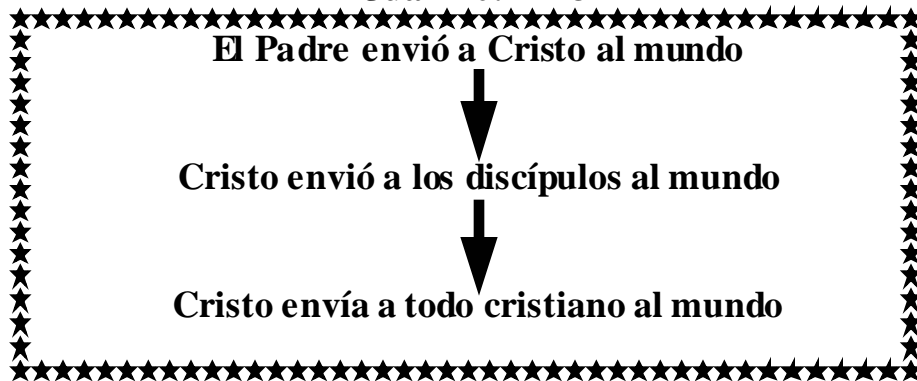 El Padre envió a Cristo al mundo
Cristo envió a los discípulos al mundo
Cristo envía a todo cristiano al mundo